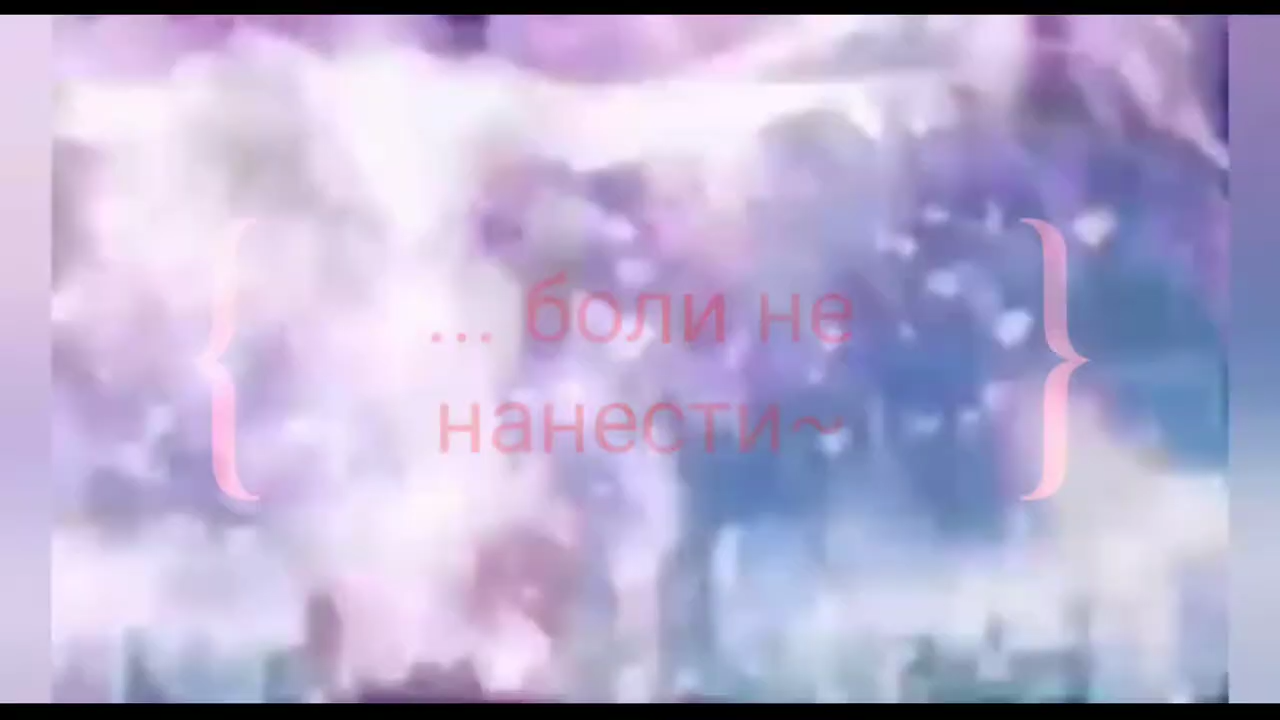 ... боли не
нанести~